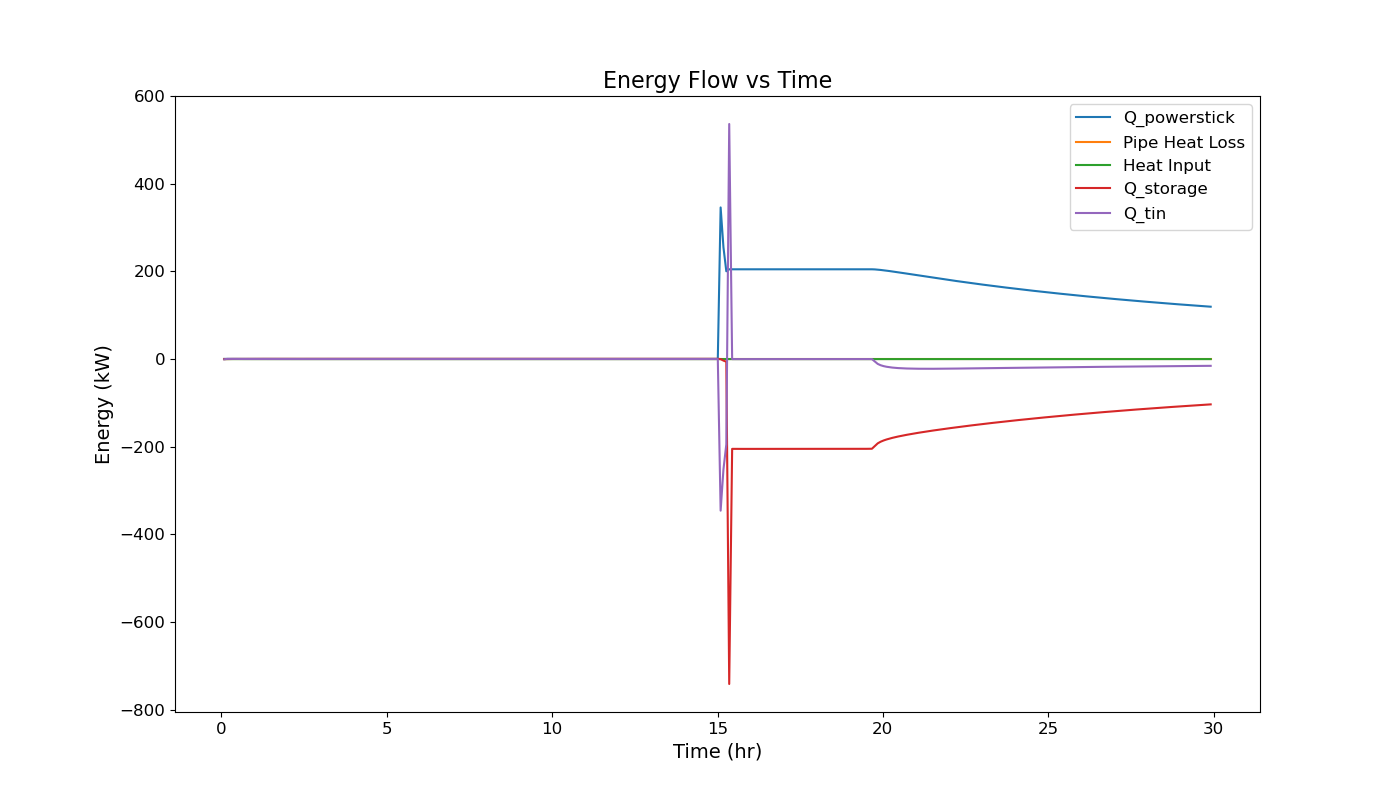 Energy Flow vs Time
600
400
200
0
−200
−400
−600
−800
Energy (kW)
Q_powerstick
Pipe Heat Loss
Heat Input
Q_storage
Q_tin
0 5 10 15 20 25 30
Time (hr)